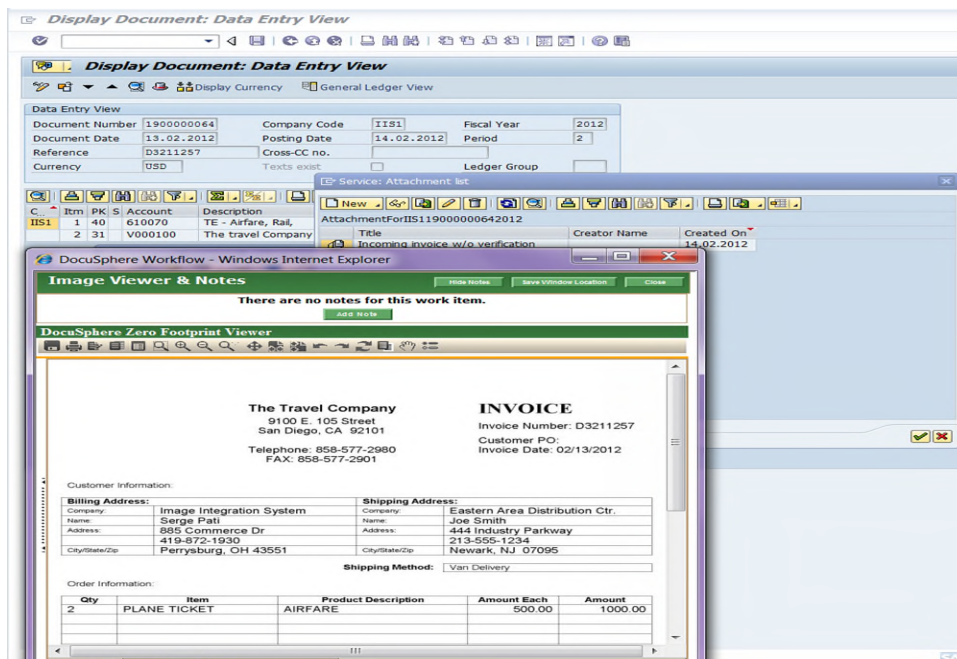 Display Document: Data Entry View
Display Document: Data Entry View
Display Currency General Ledger View
Data Entry View
Document Number 1900000064 Company Code IIS1 Fiscal Year 2012
Document Date 13.02.2012 Posting Date 14.02.2012 Period 2
Reference D3211257 Cross-CC no.
Currency USD Texts exist Ledger Group
Service: Attachment list
New
C.. Itm PK S Account Description
AttachmentForIIS119000000642012
IIS1 1 40 610070 TE - Airfare, Rail,
Title Creator Name Created On
2 31 V000100 The travel Company
Incoming invoice w/o verification 14.02.2012
DocuSphere Workflow - Windows Internet Explorer
Image Viewer & Notes Hide Notes Save Window Location Close
There are no notes for this work item.
Add Note
DocuSphere Zero Footprint Viewer
The Travel Company INVOICE
9100 E. 105 Street
San Diego, CA 92101
Invoice Number: D3211257
Customer PO:
Telephone: 858-577-2980
Invoice Date: 02/13/2012
FAX: 858-577-2901
Customer Information:
Billing Address: Shipping Address:
Company: Image Integration System Company: Eastern Area Distribution Ctr.
Name: Serge Pati Name: Joe Smith
Address: 885 Commerce Dr Address: 444 Industry Parkway
419-872-1930 213-555-1234
City/State/Zip Perrysburg, OH 43551 City/State/Zip Newark, NJ 07095
Shipping Method: Van Delivery
Order Information:
Qty Item Product Description Amount Each Amount
2 PLANE TICKET AIRFARE 500.00 1000.00